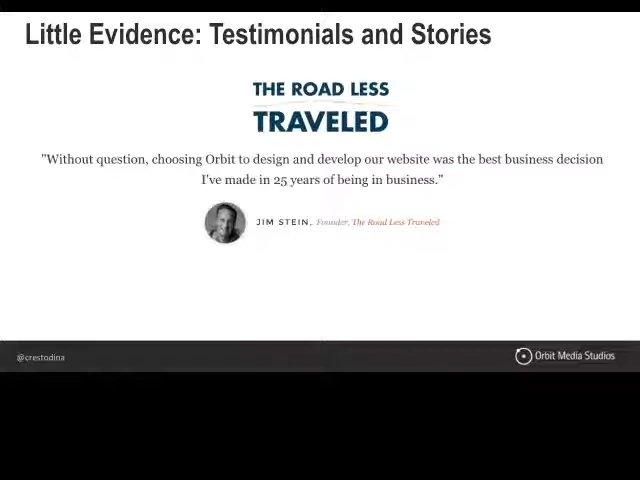 Little Evidence: Testimonials and Stories
THE ROAD LESS
TRAVELED
"Without question, choosing Orbit to design and develop our website was the best business decision
I've made in 25 years of being in business."
JIM STEIN, Founder, The Road Less Traveled
@crestodina
Orbit Media Studios